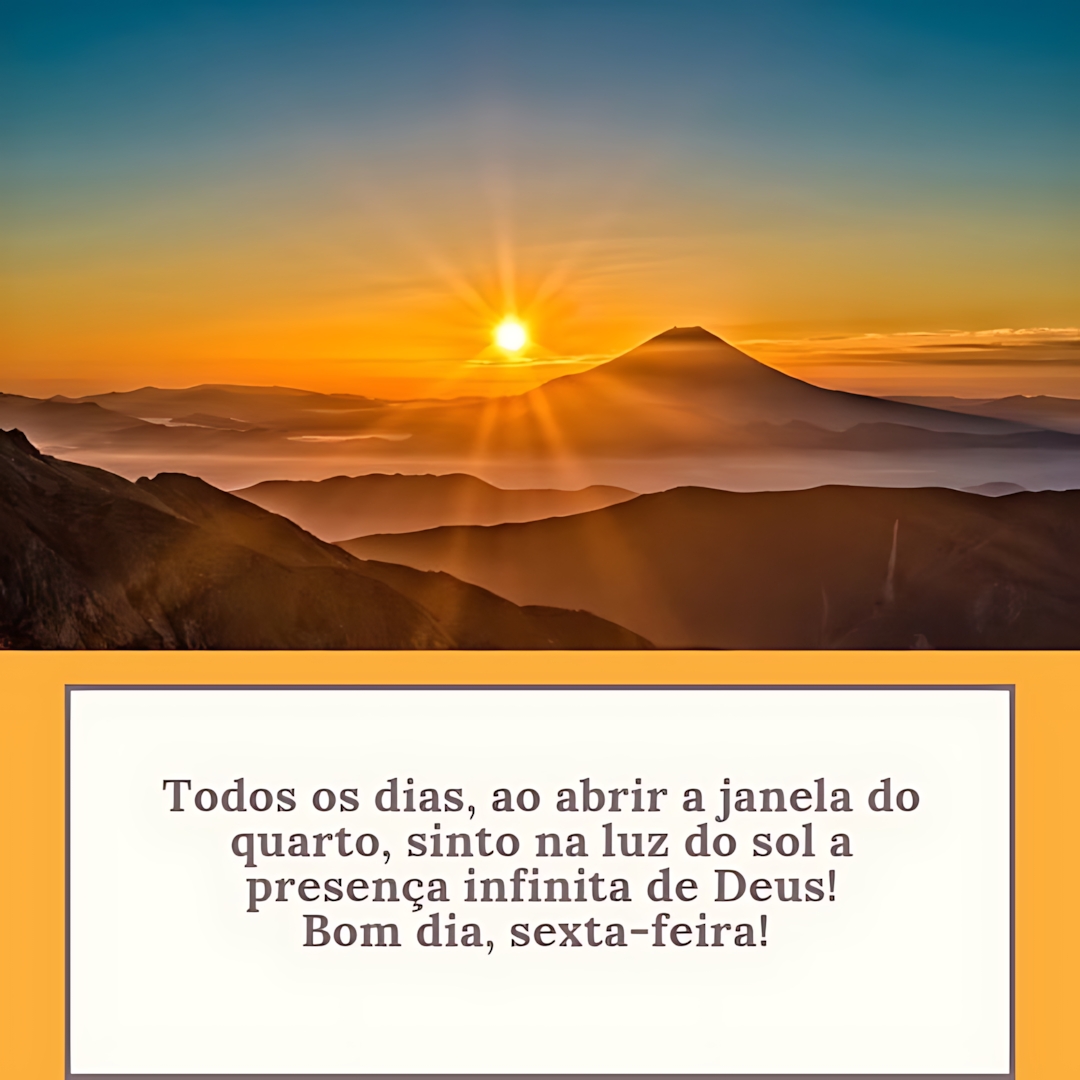 Todos os dias, ao abrir a janela do
quarto, sinto na luz do sol a
presença infinita de Deus!
Bom dia, sexta-feira!